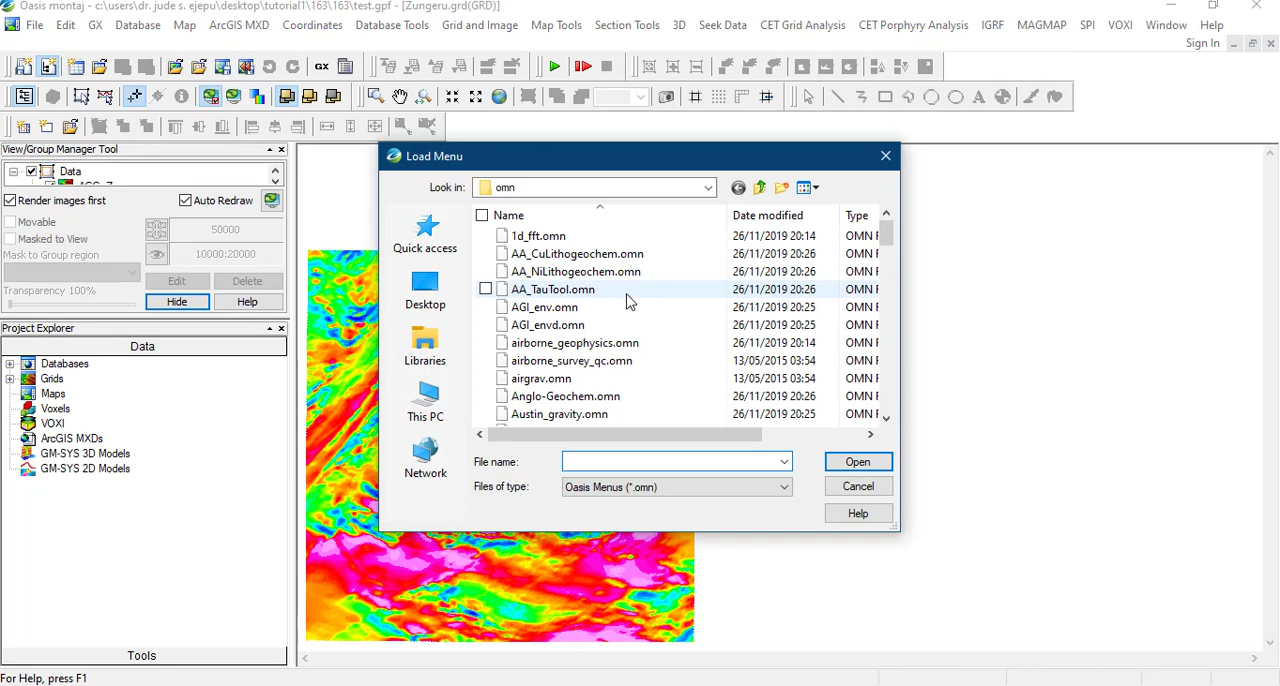 Oasis montaj - c:\users\dr. jude s. ejepu\desktop\tutorial1\163\163\test.gpf - [Zungeru.grd(GRD)]
File Edit GX Database Map ArcGIS MXD Coordinates Database Tools Grid and Image Map Tools Section Tools 3D Seek Data CET Grid Analysis CET Porphyry Analysis IGRF MAGMAP SPI VOXI Window Help
Sign In
GX
View/Group Manager Tool
Data
Render images first
Auto Redraw
Movable
50000
Masked to View
Mask to Group region
10000:20000
Edit Delete
Transparency 100%
Hide Help
Project Explorer
Data
Databases
Grids
Maps
Voxels
VOXI
ArcGIS MXDs
GM-SYS 3D Models
GM-SYS 2D Models
Tools
Load Menu
Look in: omn
Quick access
Desktop
Libraries
This PC
Network
Name Date modified Type
1d_fft.omn 26/11/2019 20:14 OMN F
AA_CuLithogeochem.omn 26/11/2019 20:26 OMN F
AA_NiLithogeochem.omn 26/11/2019 20:26 OMN F
AA_TauTool.omn 26/11/2019 20:26 OMN F
AGI_env.omn 26/11/2019 20:25 OMN F
AGI_envd.omn 26/11/2019 20:25 OMN F
airborne_geophysics.omn 26/11/2019 20:14 OMN F
airborne_survey_qc.omn 13/05/2015 03:54 OMN F
airgrav.omn 13/05/2015 03:54 OMN F
Anglo-Geochem.omn 26/11/2019 20:26 OMN F
Austin_gravity.omn 26/11/2019 20:25 OMN F
File name:
Open
Files of type: Oasis Menus (*.omn)
Cancel
Help
For Help, press F1